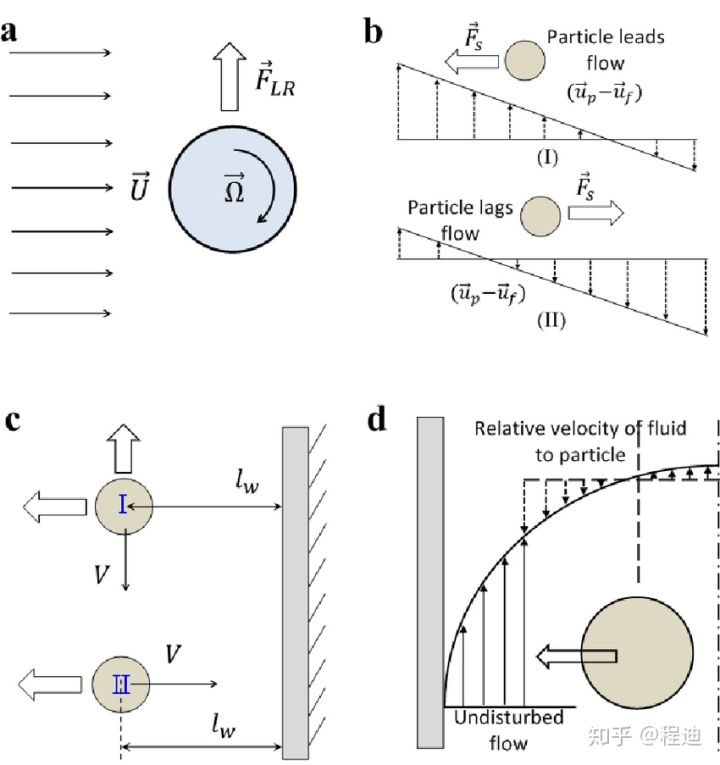 a
$\vec{F}_{LR}$
$\vec{U}$
$\vec{\Omega}$
b
$\vec{F}_s$
Particle leads
flow
$(\vec{u}_p-\vec{u}_f)$
(I)
$\vec{F}_s$
Particle lags
flow
$(\vec{u}_p-\vec{u}_f)$
(II)
c
I
$l_w$
V
II
V
$l_w$
d
Relative velocity of fluid
to particle
Undisturbed
flow
知乎 @程迪